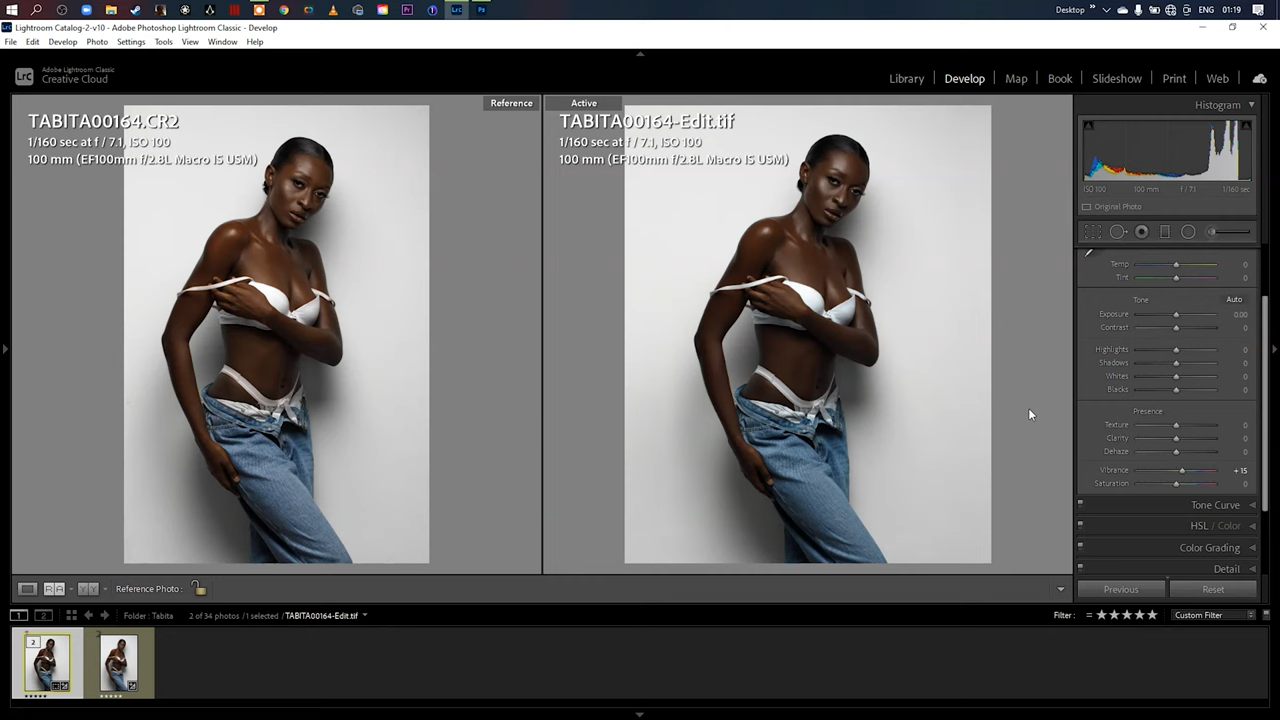 Desktop
ENG
01:19
Lightroom Catalog-2-v10 - Adobe Photoshop Lightroom Classic - Develop
File Edit Develop Photo Settings Tools View Window Help
LrC
Adobe Lightroom Classic
Creative Cloud
Library
Develop
Map
Book
Slideshow
Print
Web
Reference
TABITA00164.CR2
1/160 sec at f / 7.1, ISO 100
100 mm (EF100mm f/2.8L Macro IS USM)
Active
TABITA00164-Edit.tif
1/160 sec at f / 7.1, ISO 100
100 mm (EF100mm f/2.8L Macro IS USM)
Histogram
ISO 100 100 mm f / 7.1 1/160 sec
Original Photo
Temp 0
Tint 0
Tone Auto
Exposure 0.00
Contrast 0
Highlights 0
Shadows 0
Whites 0
Blacks 0
Presence
Texture 0
Clarity 0
Dehaze 0
Vibrance + 15
Saturation 0
Tone Curve
HSL / Color
Color Grading
Detail
Previous
Reset
Reference Photo :
1 2
Folder : Tabita
2 of 34 photos / 1 selected / TABITA00164-Edit.tif
Filter :
Custom Filter
2